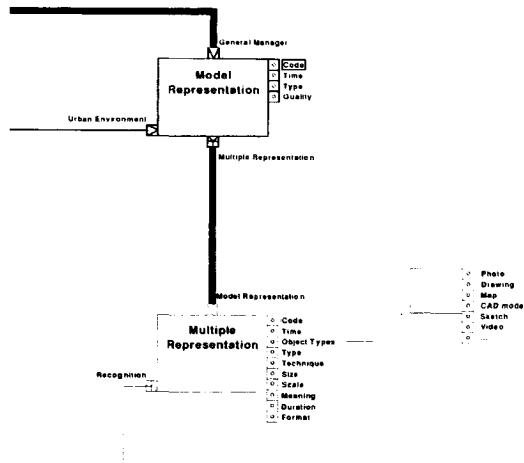 General Manager
Model
Representation
Code
Time
Type
Quality
Urban Environment
Multiple Representation
Model Representation
Multiple
Representation
Code
Time
Object Types
Type
Technique
Size
Scale
Meaning
Duration
Format
Recognition
Photo
Drawing
Map
CAD mode
Sketch
Video
...